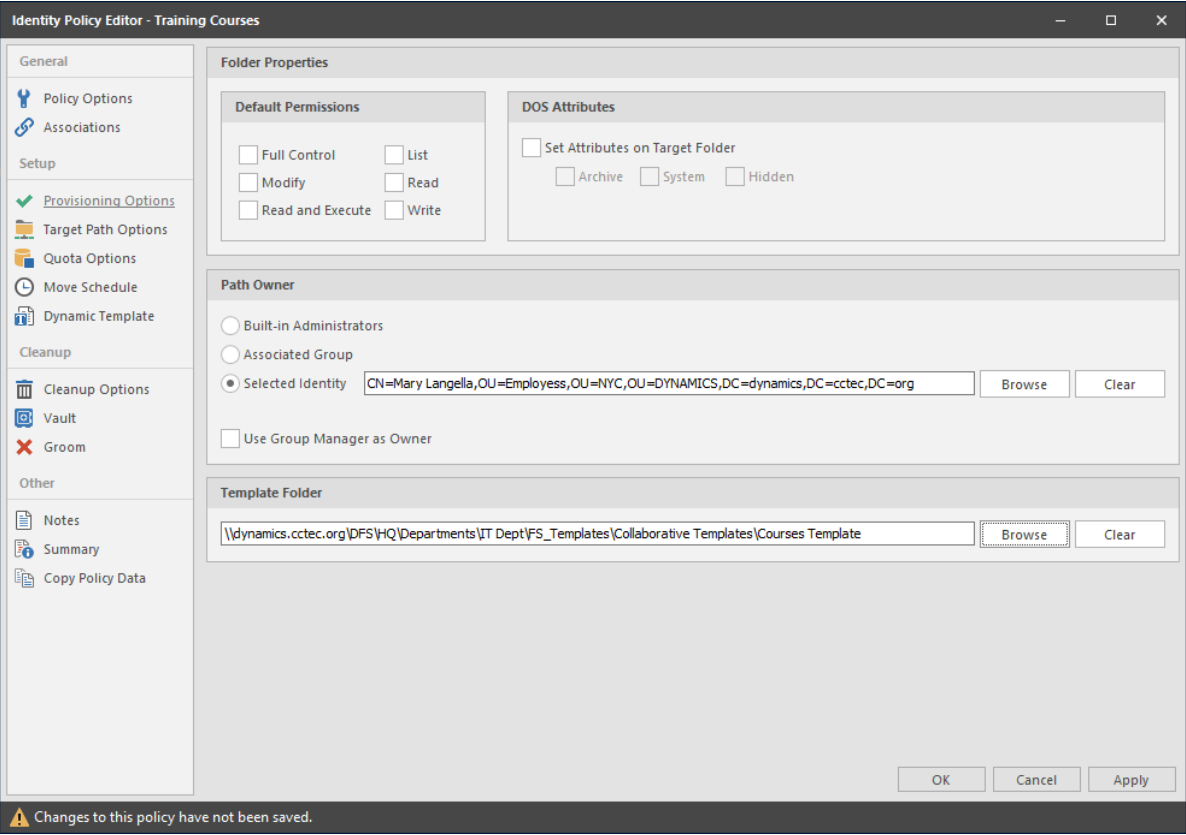 Identity Policy Editor - Training Courses
General
Policy Options
Associations
Setup
Provisioning Options
Target Path Options
Quota Options
Move Schedule
Dynamic Template
Cleanup
Cleanup Options
Vault
Groom
Other
Notes
Summary
Copy Policy Data
Folder Properties
Default Permissions
Full Control List
Modify Read
Read and Execute Write
DOS Attributes
Set Attributes on Target Folder
Archive System Hidden
Path Owner
Built-in Administrators
Associated Group
Selected Identity CN=Mary Langella,OU=Employess,OU=NYC,OU=DYNAMICS,DC=dynamics,DC=cctec,DC=org Browse Clear
Use Group Manager as Owner
Template Folder
\\dynamics.cctec.org\DFS\HQ\Departments\IT Dept\FS_Templates\Collaborative Templates\Courses Template Browse Clear
OK Cancel Apply
Changes to this policy have not been saved.